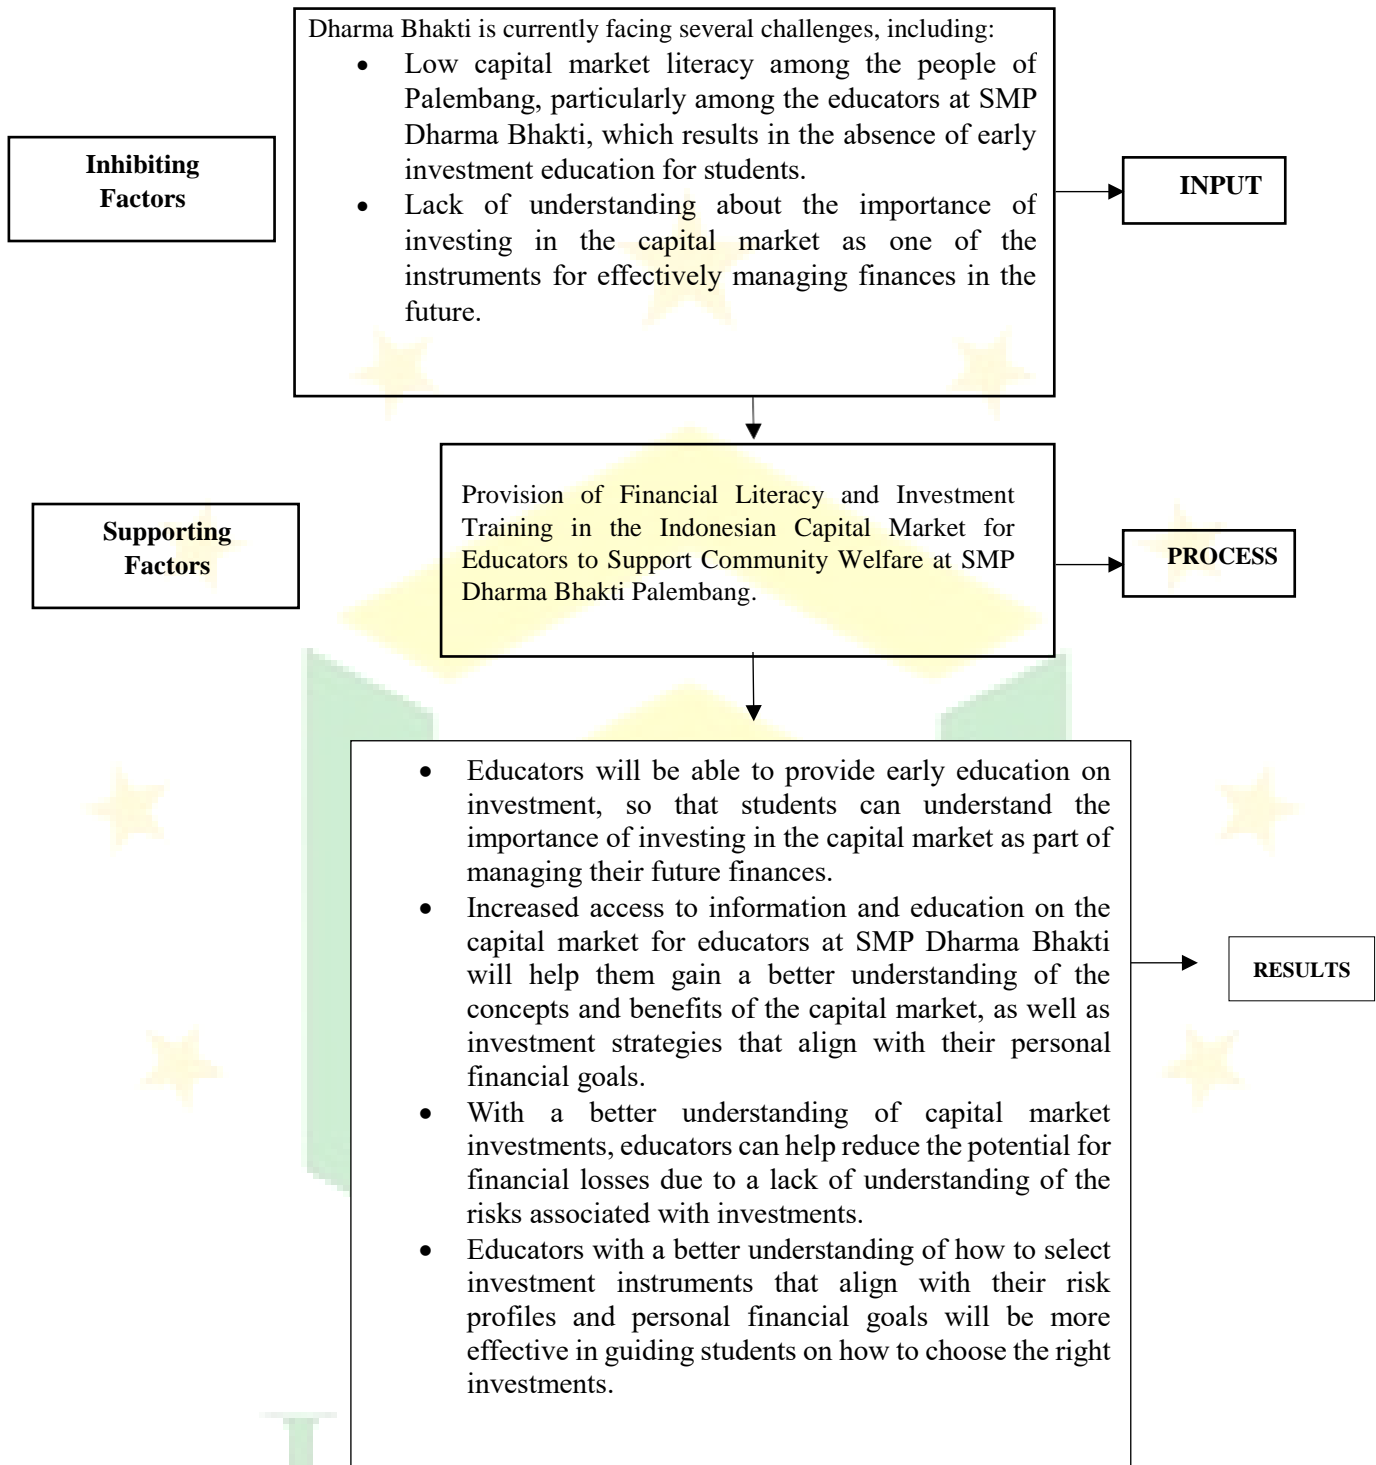 Dharma Bhakti is currently facing several challenges, including:
• Low capital market literacy among the people of
Palembang, particularly among the educators at SMP
Dharma Bhakti, which results in the absence of early
investment education for students.
• Lack of understanding about the importance of
investing in the capital market as one of the
instruments for effectively managing finances in the
future.
Inhibiting
Factors
INPUT
Provision of Financial Literacy and Investment
Training in the Indonesian Capital Market for
Educators to Support Community Welfare at SMP
Dharma Bhakti Palembang.
Supporting
Factors
PROCESS
• Educators will be able to provide early education on
investment, so that students can understand the
importance of investing in the capital market as part of
managing their future finances.
• Increased access to information and education on the
capital market for educators at SMP Dharma Bhakti
will help them gain a better understanding of the
concepts and benefits of the capital market, as well as
investment strategies that align with their personal
financial goals.
• With a better understanding of capital market
investments, educators can help reduce the potential for
financial losses due to a lack of understanding of the
risks associated with investments.
• Educators with a better understanding of how to select
investment instruments that align with their risk
profiles and personal financial goals will be more
effective in guiding students on how to choose the right
investments.
RESULTS